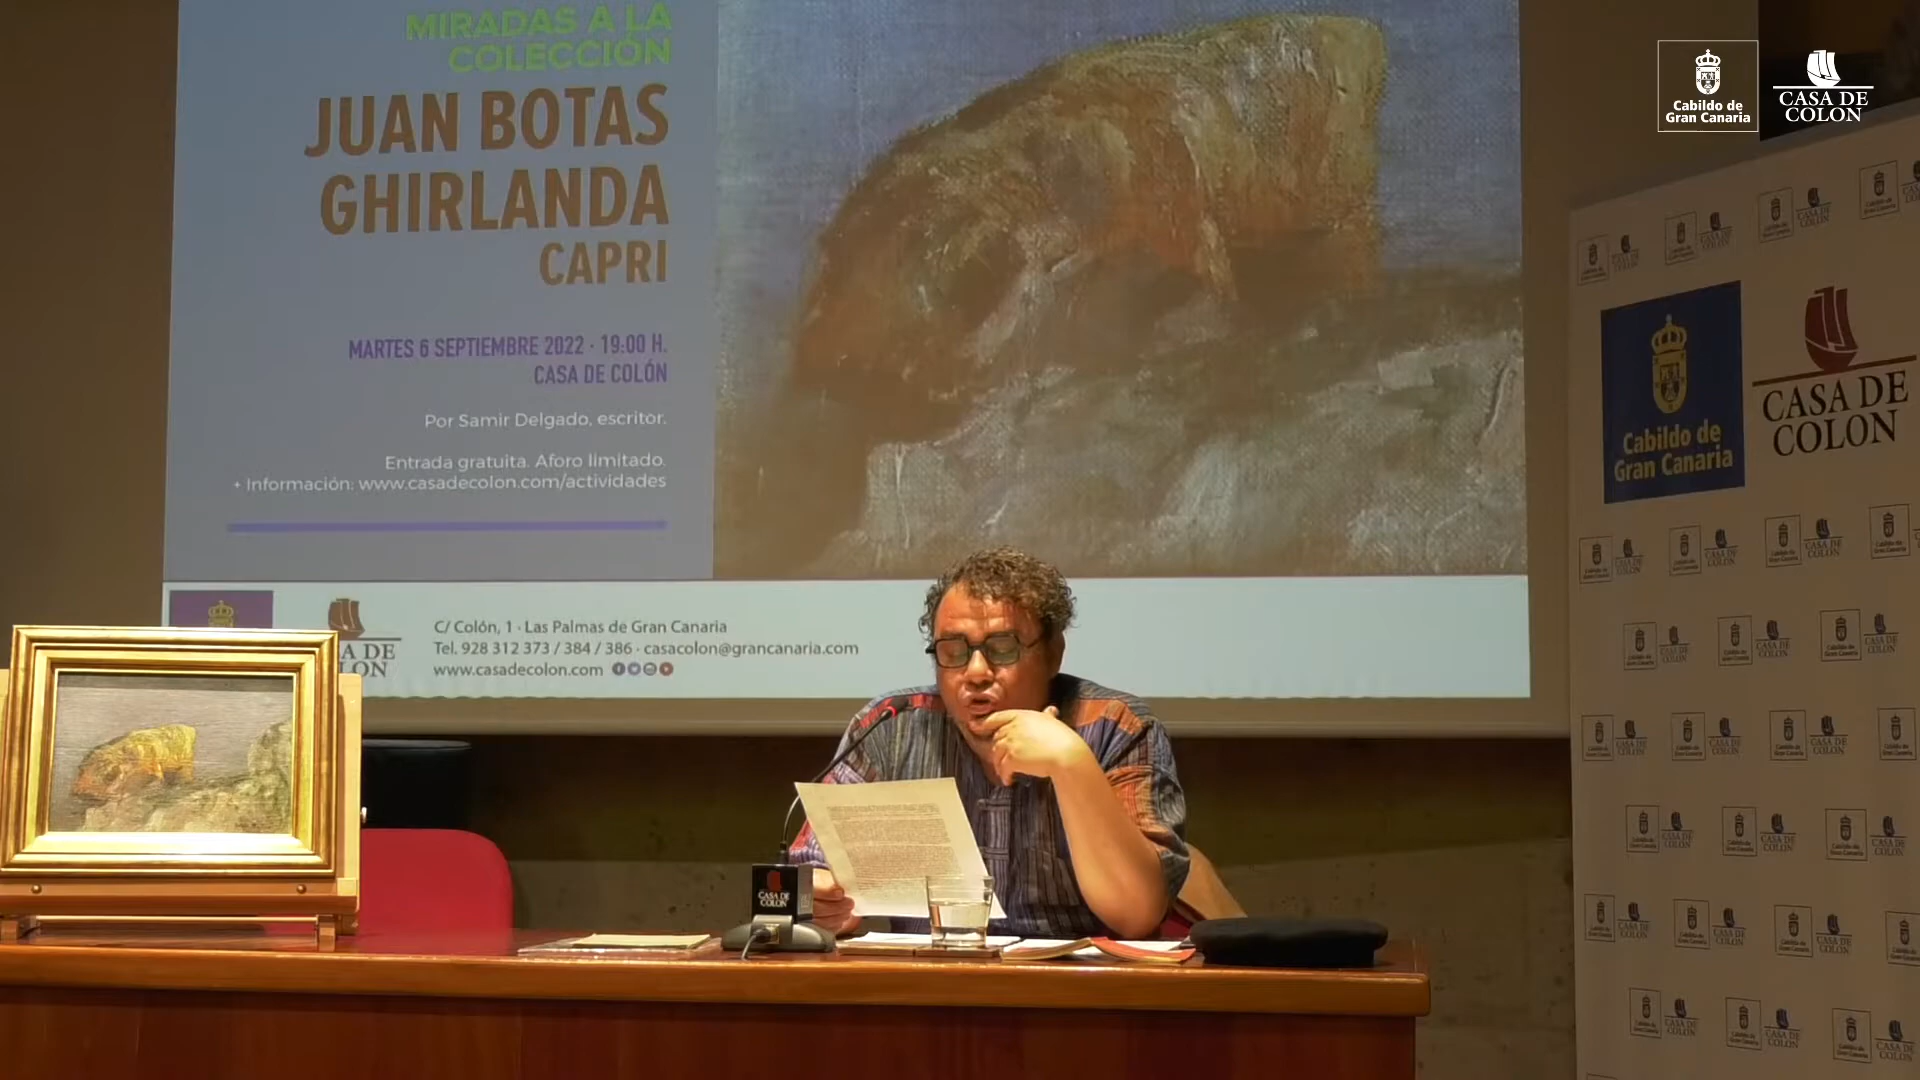 MIRADAS A LA
COLECCIÓN
JUAN BOTAS
GHIRLANDA
CAPRI
MARTES 6 SEPTIEMBRE 2022 · 19:00 H.
CASA DE COLÓN
Por Samir Delgado, escritor.
Entrada gratuita. Aforo limitado.
+ Información: www.casadecolon.com/actividades
C/ Colón, 1 · Las Palmas de Gran Canaria
Tel. 928 312 373 / 384 / 386 · casacolon@grancanaria.com
www.casadecolon.com
SA DE
LON
Cabildo de
Gran Canaria
CASA DE
COLON
Cabildo de
Gran Canaria
CASA DE
COLON
CASA DE
COLON